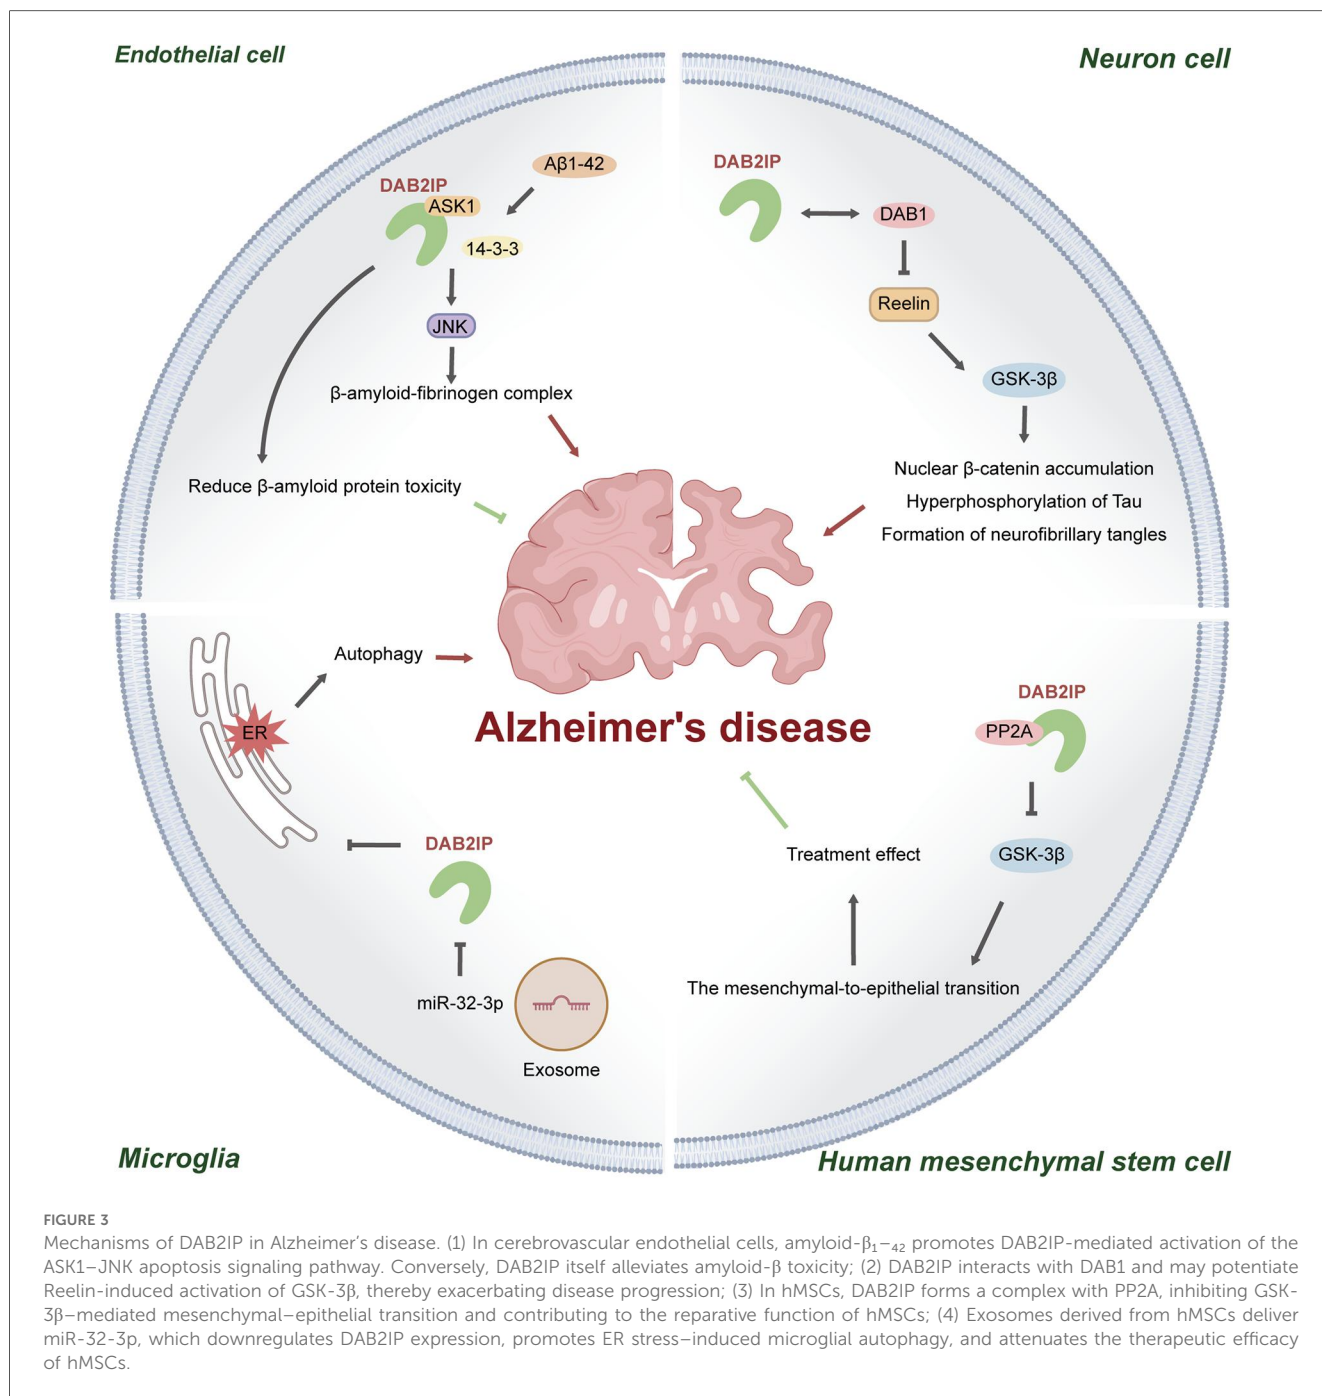 Endothelial cell
Neuron cell
Aβ1-42
DAB2IP
ASK1
14-3-3
JNK
β-amyloid-fibrinogen complex
Reduce β-amyloid protein toxicity
DAB2IP
DAB1
Reelin
GSK-3β
Nuclear β-catenin accumulation
Hyperphosphorylation of Tau
Formation of neurofibrillary tangles
Autophagy
ER
Alzheimer's disease
DAB2IP
miR-32-3p
Exosome
DAB2IP
PP2A
GSK-3β
Treatment effect
The mesenchymal-to-epithelial transition
Microglia
Human mesenchymal stem cell
FIGURE 3
Mechanisms of DAB2IP in Alzheimer's disease. (1) In cerebrovascular endothelial cells, amyloid-β₁–₄₂ promotes DAB2IP-mediated activation of the
ASK1–JNK apoptosis signaling pathway. Conversely, DAB2IP itself alleviates amyloid-β toxicity; (2) DAB2IP interacts with DAB1 and may potentiate
Reelin-induced activation of GSK-3β, thereby exacerbating disease progression; (3) In hMSCs, DAB2IP forms a complex with PP2A, inhibiting GSK-
3β–mediated mesenchymal–epithelial transition and contributing to the reparative function of hMSCs; (4) Exosomes derived from hMSCs deliver
miR-32-3p, which downregulates DAB2IP expression, promotes ER stress–induced microglial autophagy, and attenuates the therapeutic efficacy
of hMSCs.